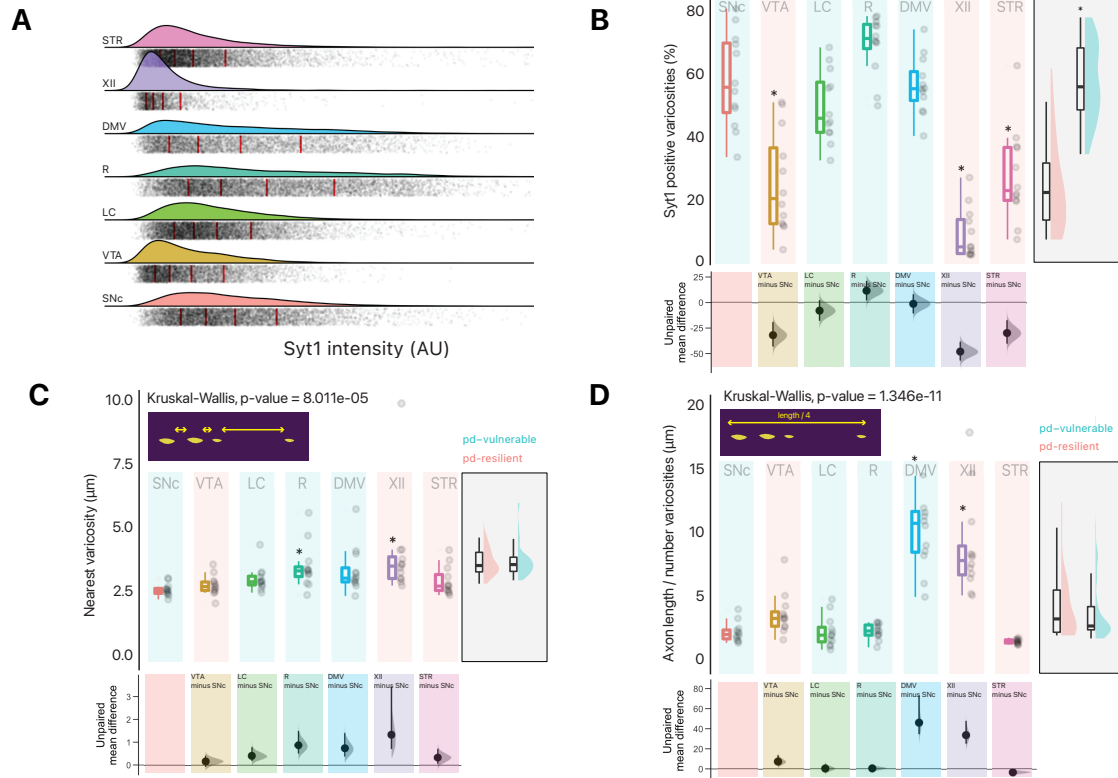 A
STR
XII
DMV
R
LC
VTA
SNc
Syt1 intensity (AU)
B
Syt1 positive varicosities (%)
80
60
40
20
0
SNc VTA LC R DMV XII STR
*
*
*
*
Unpaired
mean difference
25
0
-25
-50
VTA
minus SNc
LC
minus SNc
R
minus SNc
DMV
minus SNc
XII
minus SNc
STR
minus SNc
C
Kruskal-Wallis, p-value = 8.011e-05
Nearest varicosity (µm)
10.0
7.5
5.0
2.5
0.0
pd-vulnerable
pd-resilient
SNc VTA LC R DMV XII STR
*
*
Unpaired
mean difference
3
2
1
0
VTA
minus SNc
LC
minus SNc
R
minus SNc
DMV
minus SNc
XII
minus SNc
STR
minus SNc
D
Kruskal-Wallis, p-value = 1.346e-11
length / 4
Axon length / number varicosities (µm)
20
15
10
5
0
pd-vulnerable
pd-resilient
SNc VTA LC R DMV XII STR
*
*
Unpaired
mean difference
80
60
40
20
0
VTA
minus SNc
LC
minus SNc
R
minus SNc
DMV
minus SNc
XII
minus SNc
STR
minus SNc